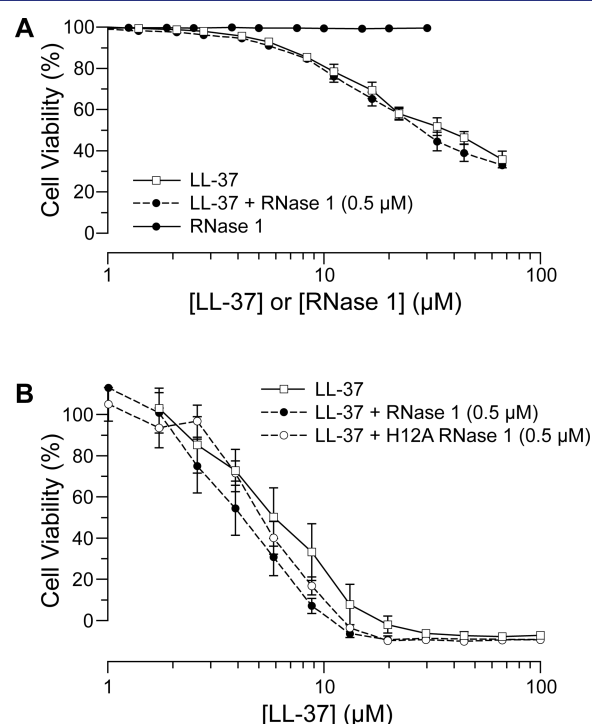 A
100
80
60
40
20
0
Cell Viability (%)
LL-37
LL-37 + RNase 1 (0.5 µM)
RNase 1
1
10
100
[LL-37] or [RNase 1] (µM)
B
LL-37
LL-37 + RNase 1 (0.5 µM)
LL-37 + H12A RNase 1 (0.5 µM)
100
80
60
40
20
0
Cell Viability (%)
1
10
100
[LL-37] (µM)